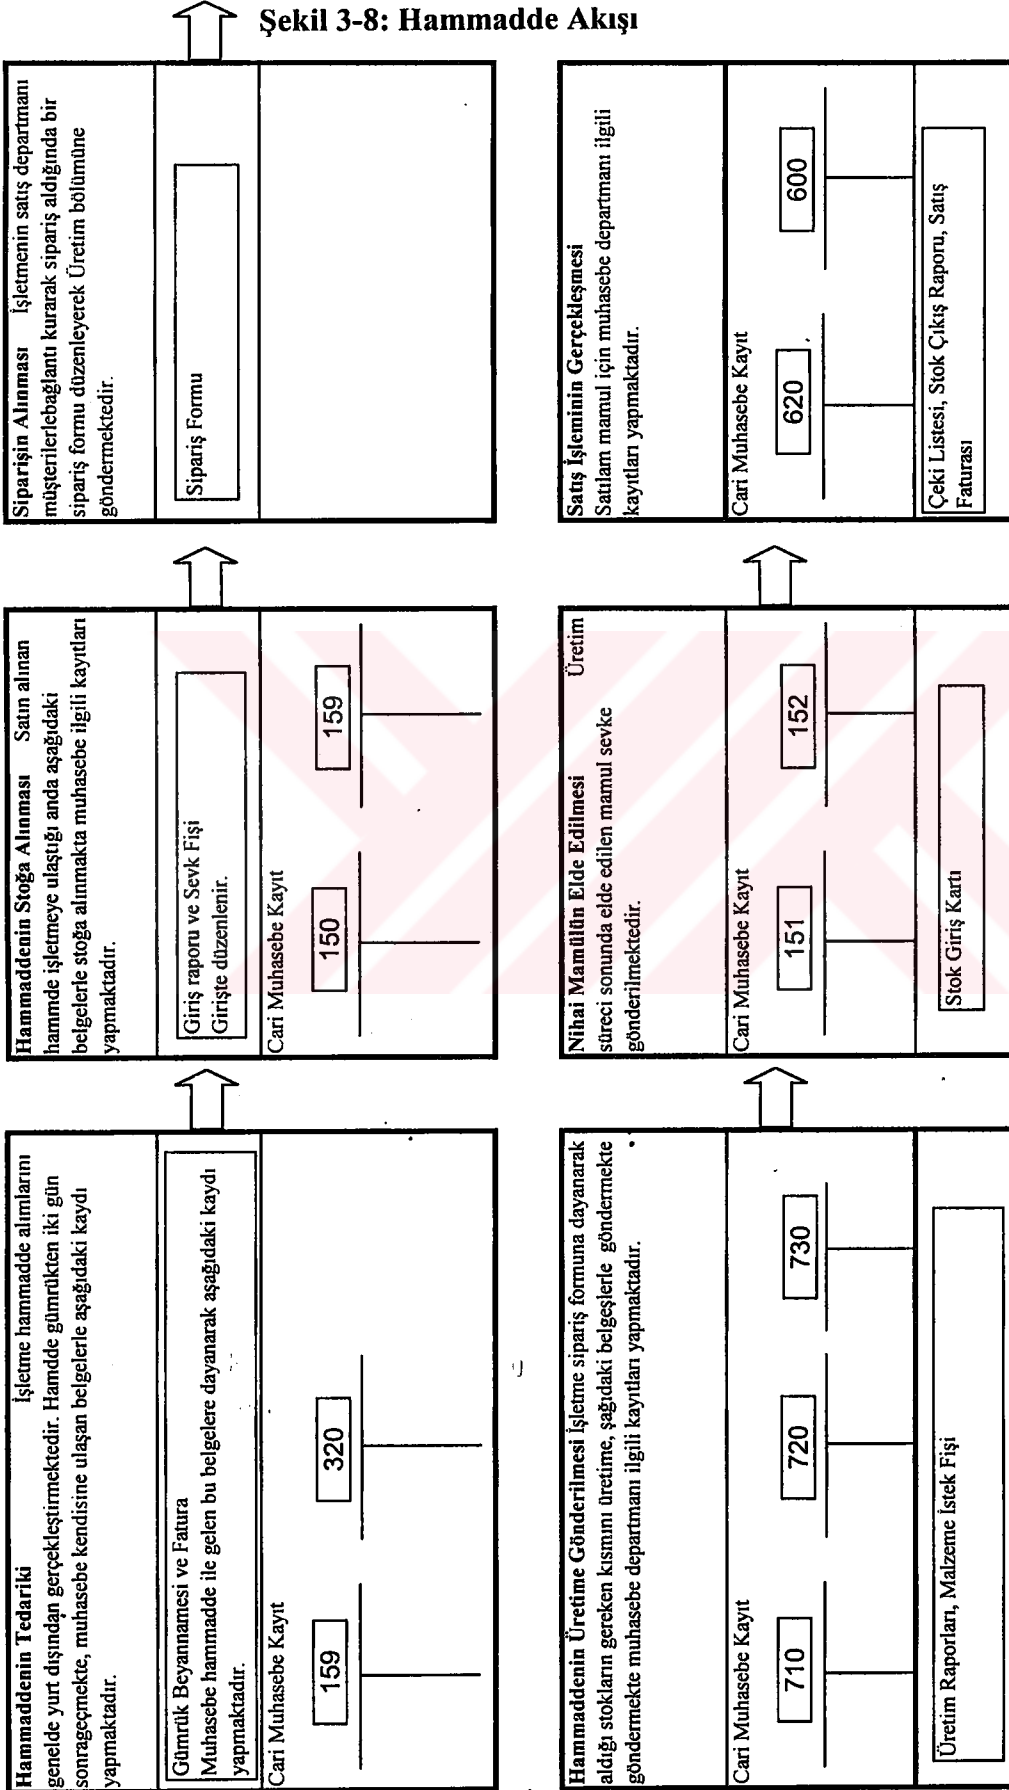 Şekil 3-8: Hammadde Akışı
Hammaddenin Tedariki İşletme hammadde alımlarını
genelde yurt dışından gerçekleştirmektedir. Hamdde gümrükten iki gün
sonrageçmekte, muhasebe kendisine ulaşan belgelerle aşağıdaki kaydı
yapmaktadır.
Gümrük Beyannamesi ve Fatura
Muhasebe hammadde ile gelen bu belgelere dayanarak aşağıdaki kaydı
yapmaktadır.
Cari Muhasebe Kayıt
159
320
Hammaddenin Stoğa Alınması Satın alınan
hammde işletmeye ulaştığı anda aşağıdaki
belgelerle stoğa alınmakta muhasebe ilgili kayıtları
yapmaktadır.
Giriş raporu ve Sevk Fişi
Girişte düzenlenir.
Cari Muhasebe Kayıt
150
159
Siparişin Alınması İşletmenin satış departmanı
müşterilerlebağlantı kurarak sipariş aldığında bir
sipariş formu düzenleyerek Üretim bölümüne
göndermektedir.
Sipariş Formu
Hammaddenin Üretime Gönderilmesi İşletme sipariş formuna dayanarak
aldığı stokların gereken kısmını üretime, şağıdaki belgeşlerle göndermekte
göndermekte muhasebe departmanı ilgili kayıtları yapmaktadır.
Cari Muhasebe Kayıt
710
720
730
Üretim Raporları, Malzeme İstek Fişi
Nihai Mamülün Elde Edilmesi Üretim
süreci sonunda elde edilen mamul sevke
gönderilmektedir.
Cari Muhasebe Kayıt
151
152
Stok Giriş Kartı
Satış İşleminin Gerçekleşmesi
Satılam mamul için muhasebe departmanı ilgili
kayıtları yapmaktadır.
Cari Muhasebe Kayıt
620
600
Çeki Listesi, Stok Çıkış Raporu, Satış
Faturası